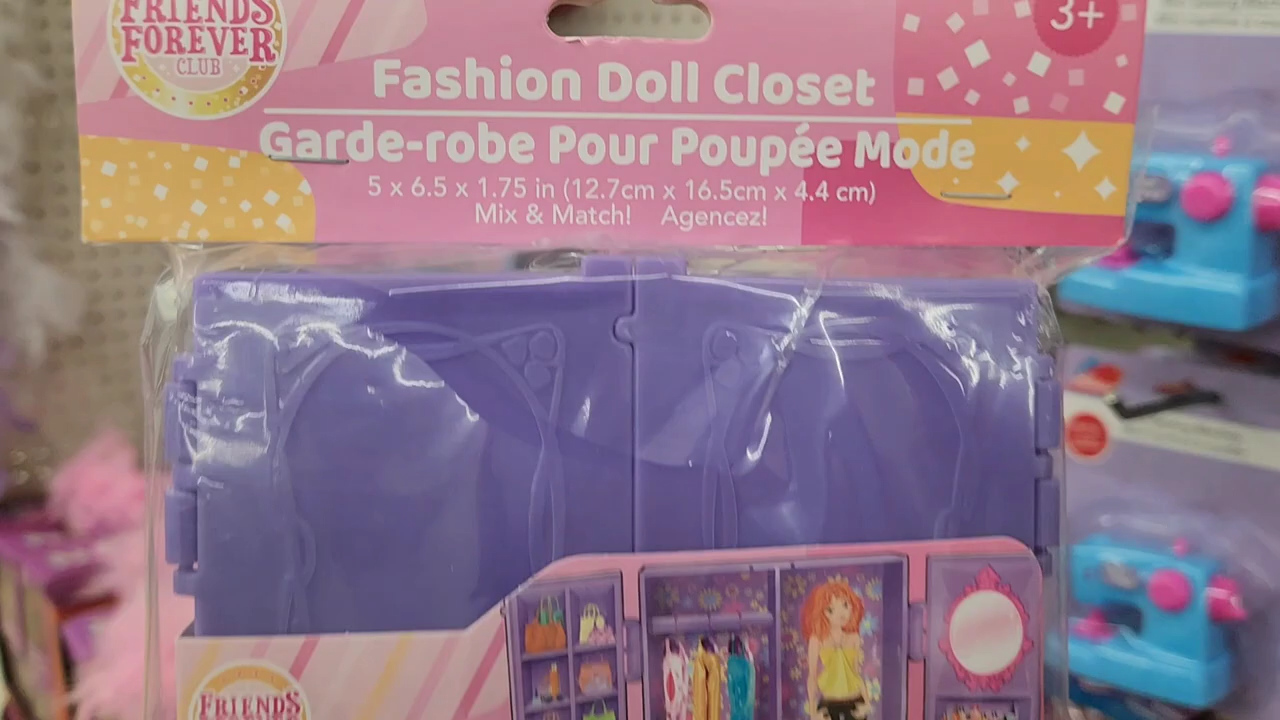 FRIENDS
FOREVER
CLUB
3+
Fashion Doll Closet
Garde-robe Pour Poupée Mode
5 x 6.5 x 1.75 in (12.7cm x 16.5cm x 4.4 cm)
Mix & Match! Agencez!
FRIENDS